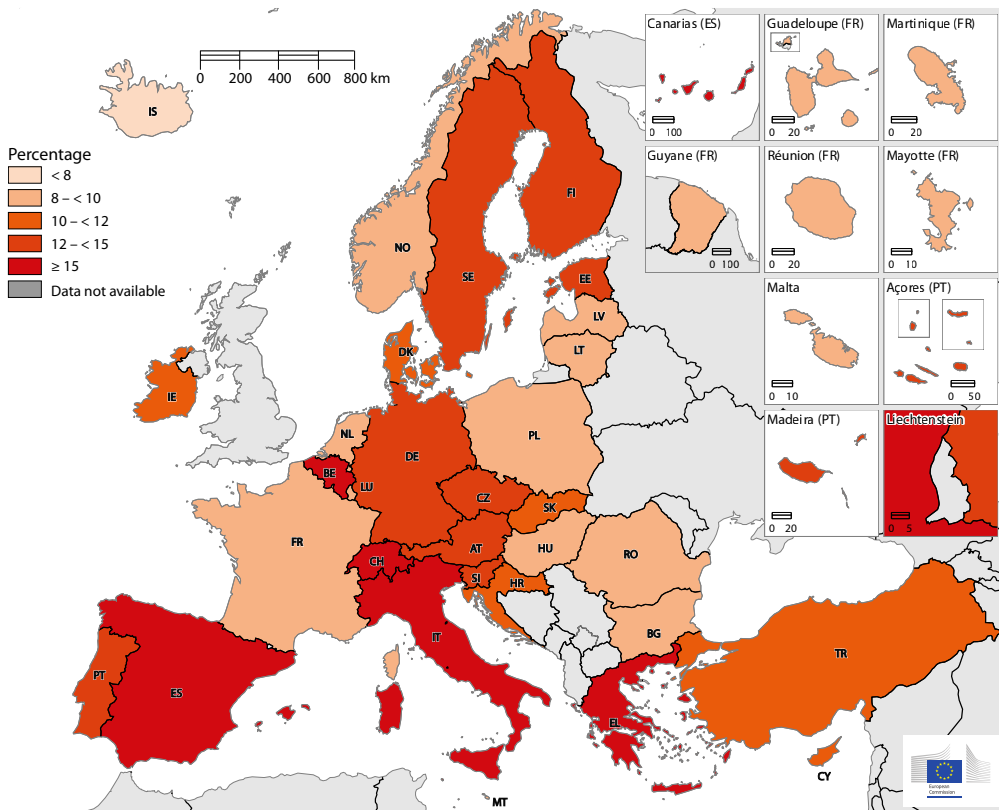 Canarias (ES)
0 100
Guadeloupe (FR)
0 20
Martinique (FR)
0 20
0 200 400 600 800 km
IS
Percentage
< 8
8 – < 10
10 – < 12
12 – < 15
≥ 15
Data not available
Guyane (FR)
0 100
Réunion (FR)
0 20
Mayotte (FR)
0 10
Malta
0 10
Açores (PT)
0 50
Madeira (PT)
0 20
Liechtenstein
0 5
FI
NO
SE
EE
LV
LT
DK
IE
NL
PL
DE
BE
LU
CZ
SK
FR
AT
HU
RO
CH
SI
HR
IT
BG
TR
PT
ES
EL
CY
MT
European
Commission